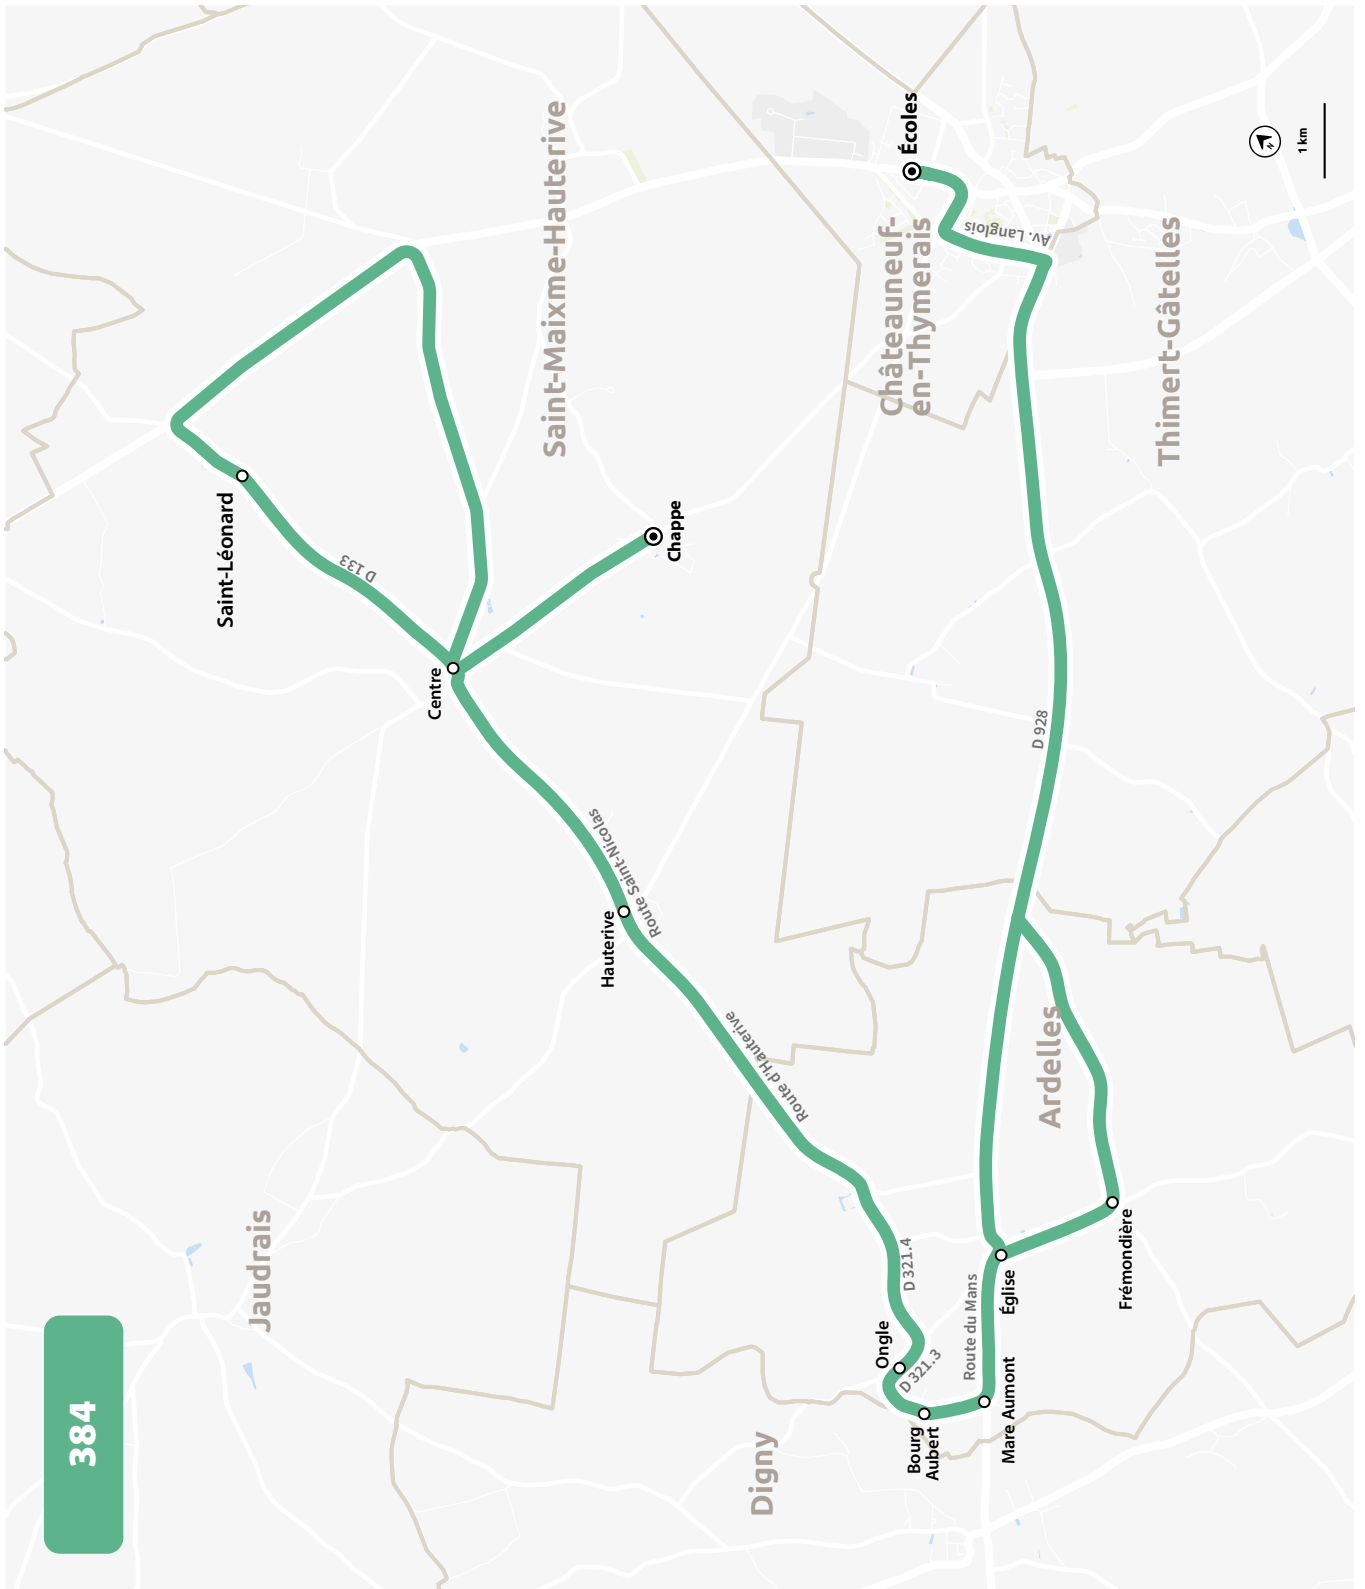 384
Jaudrais
Saint-Léonard
D 133
Centre
Saint-Maixme-Hauterive
Chappe
Route Saint-Nicolas
Hauterive
Route d'Hauterive
D 321.4
Ongle
D 321.3
Bourg
Aubert
Digny
Mare Aumont
Route du Mans
Église
Frémondière
Ardelles
D 928
Thimert-Gâtelles
Châteauneuf-
en-Thymerais
Av. Langlois
Écoles
N
1 km